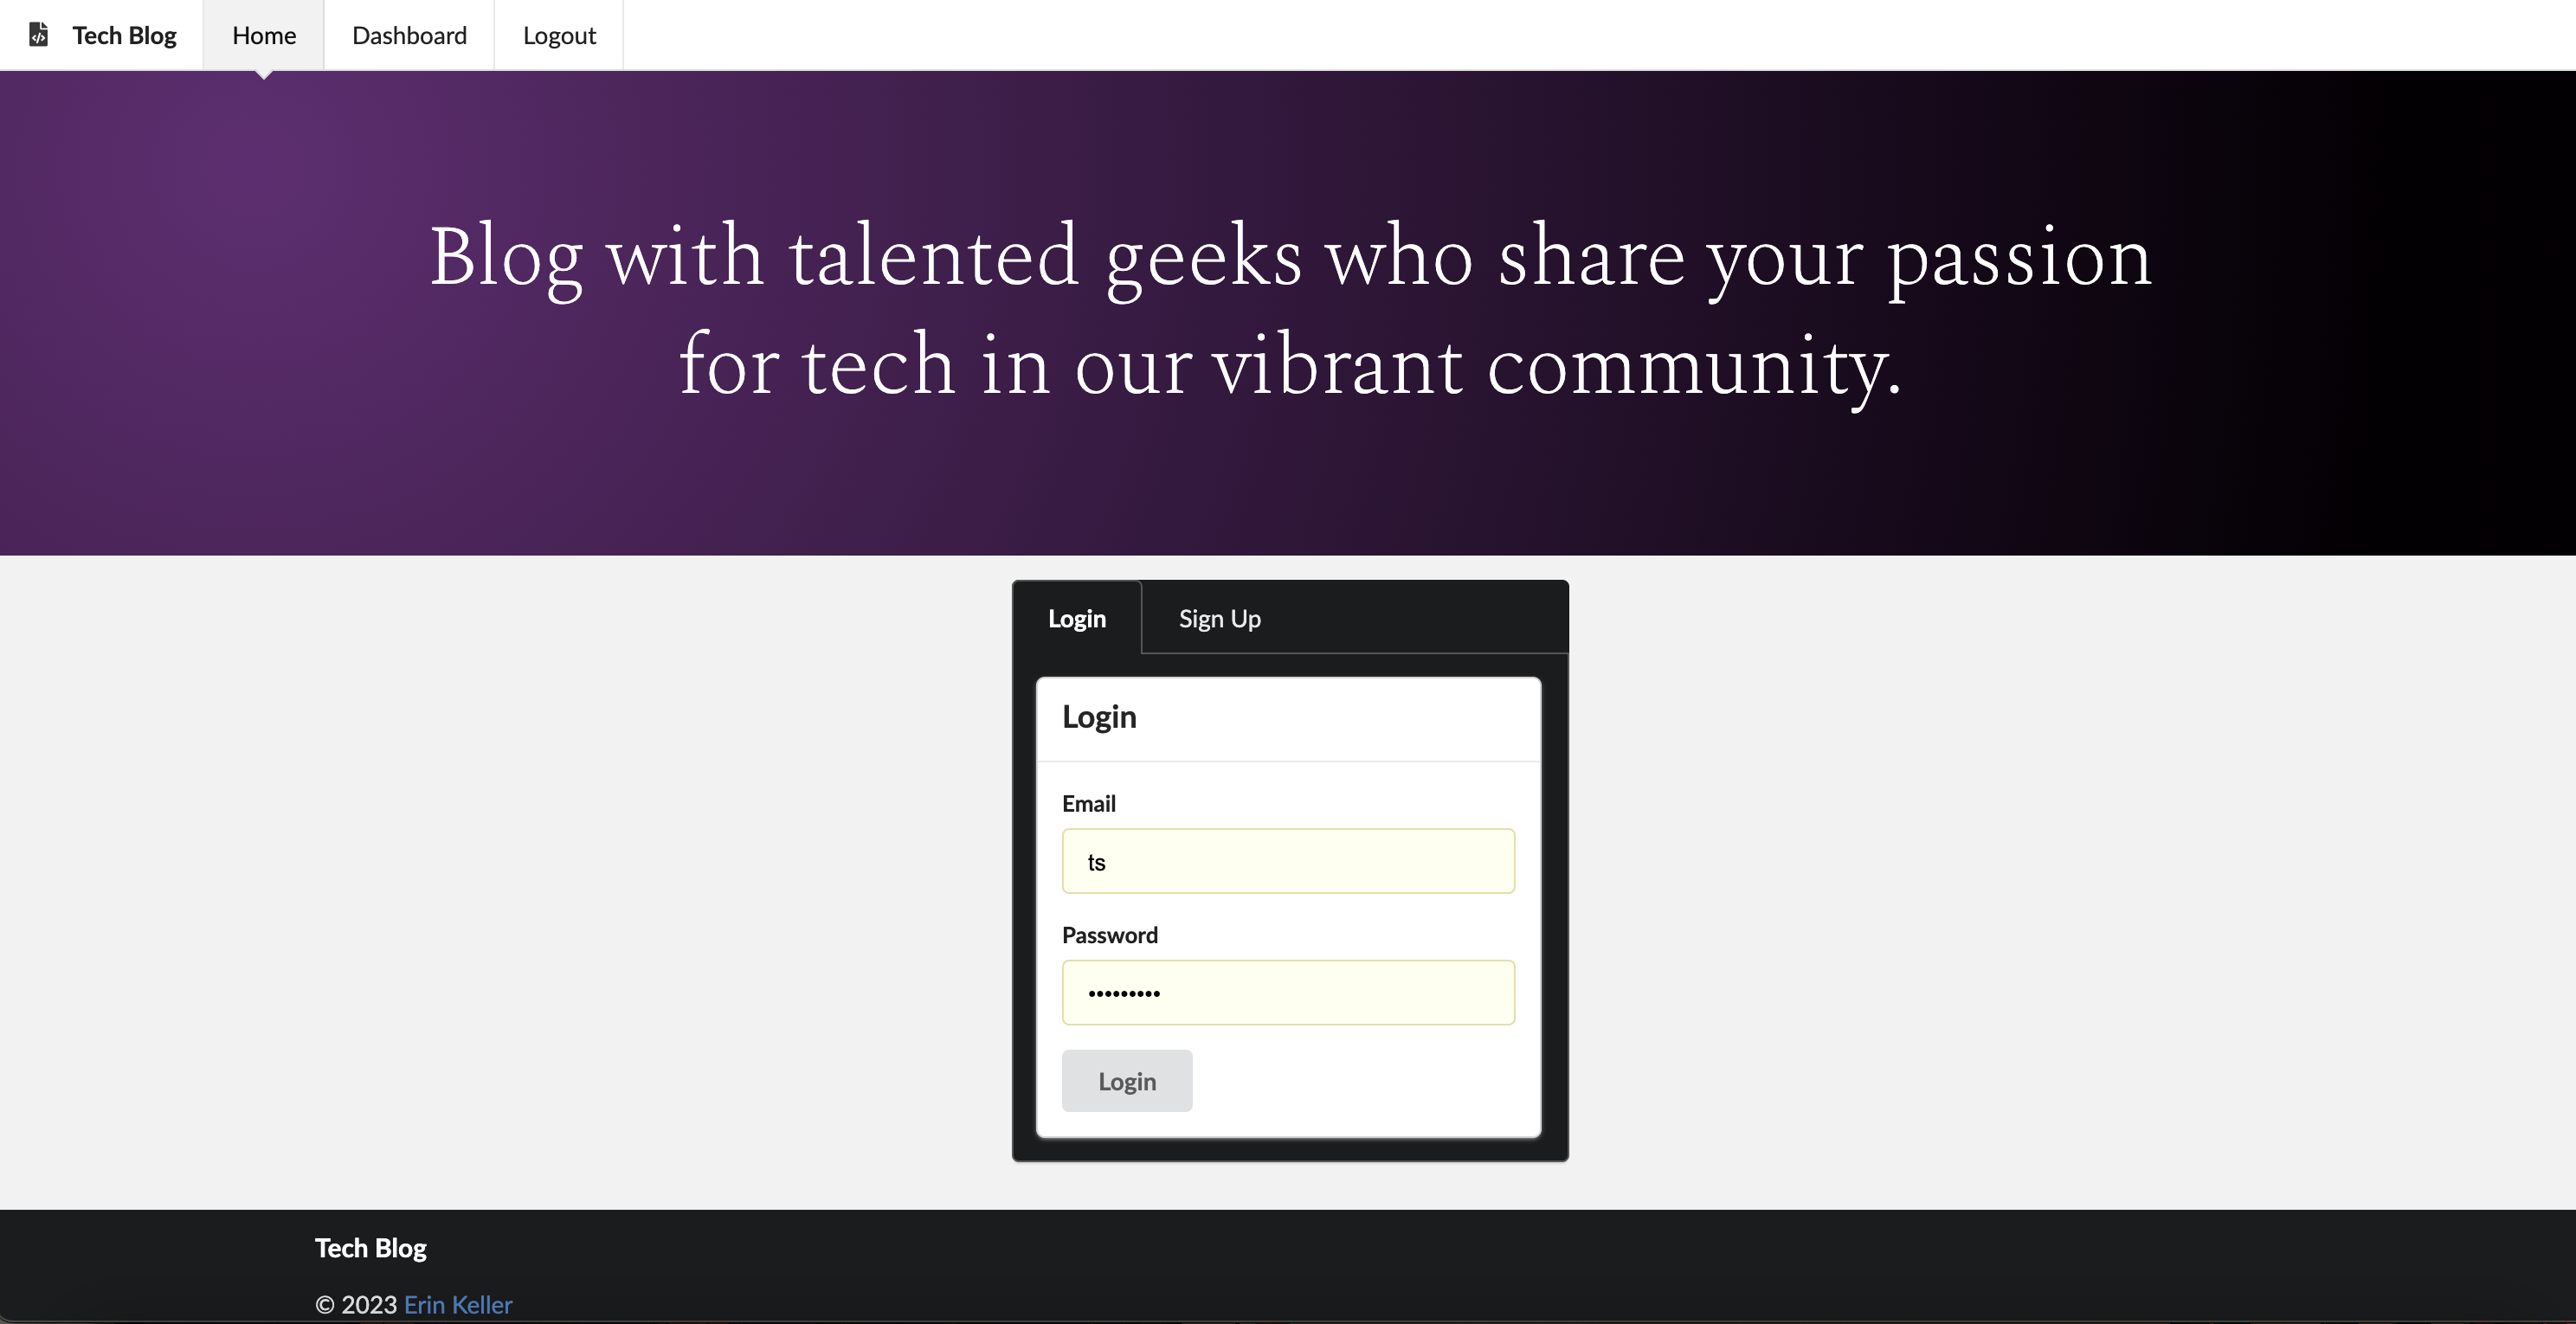 Tech Blog Home Dashboard Logout
Blog with talented geeks who share your passion
for tech in our vibrant community.
Login Sign Up
Login
Email
ts
Password
•••••••••
Login
Tech Blog
© 2023 Erin Keller